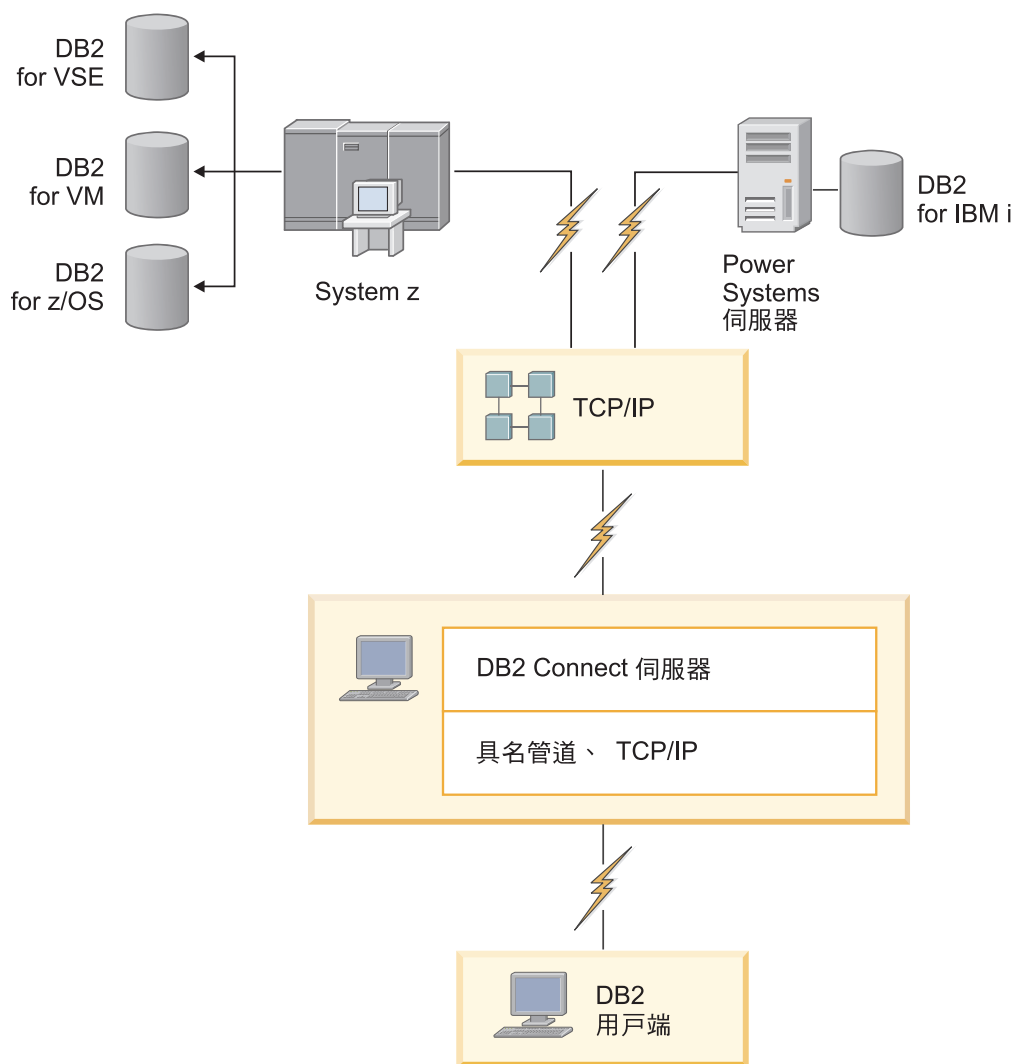 DB2
for VSE
DB2
for VM
DB2
for z/OS
System z
DB2
for IBM i
Power
Systems
伺服器
TCP/IP
DB2 Connect 伺服器
具名管道、 TCP/IP
DB2
用戶端